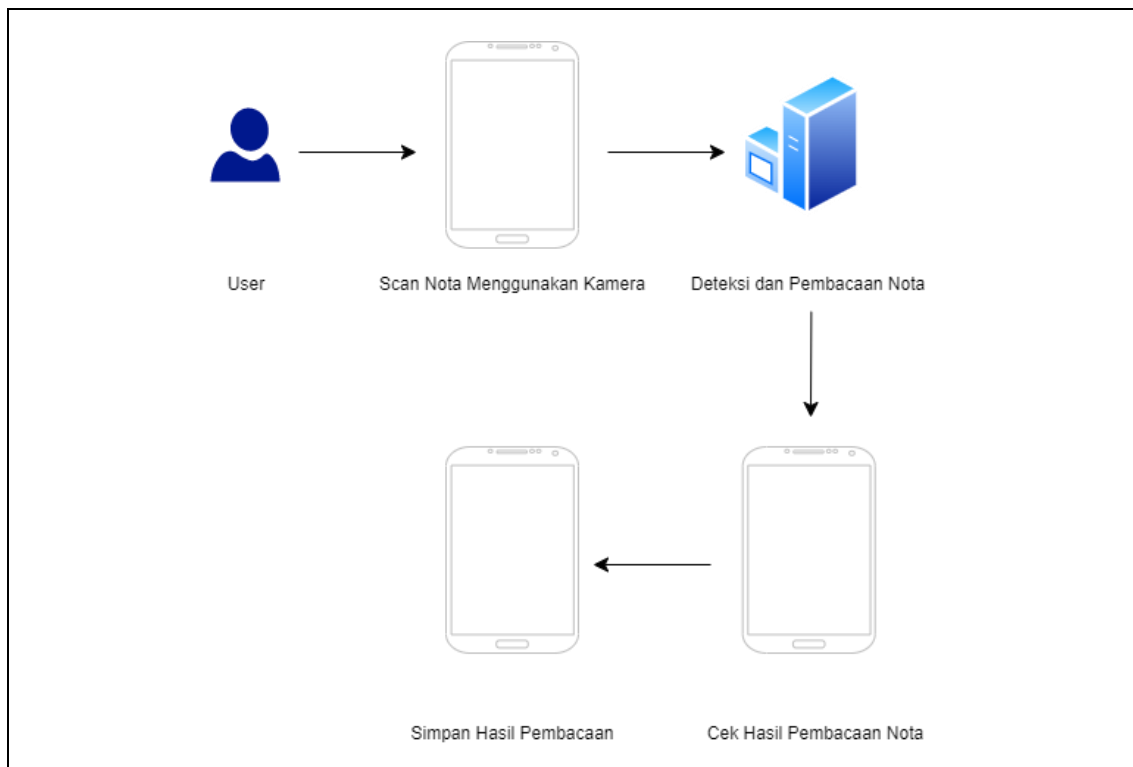 User
Scan Nota Menggunakan Kamera
Deteksi dan Pembacaan Nota
Simpan Hasil Pembacaan
Cek Hasil Pembacaan Nota